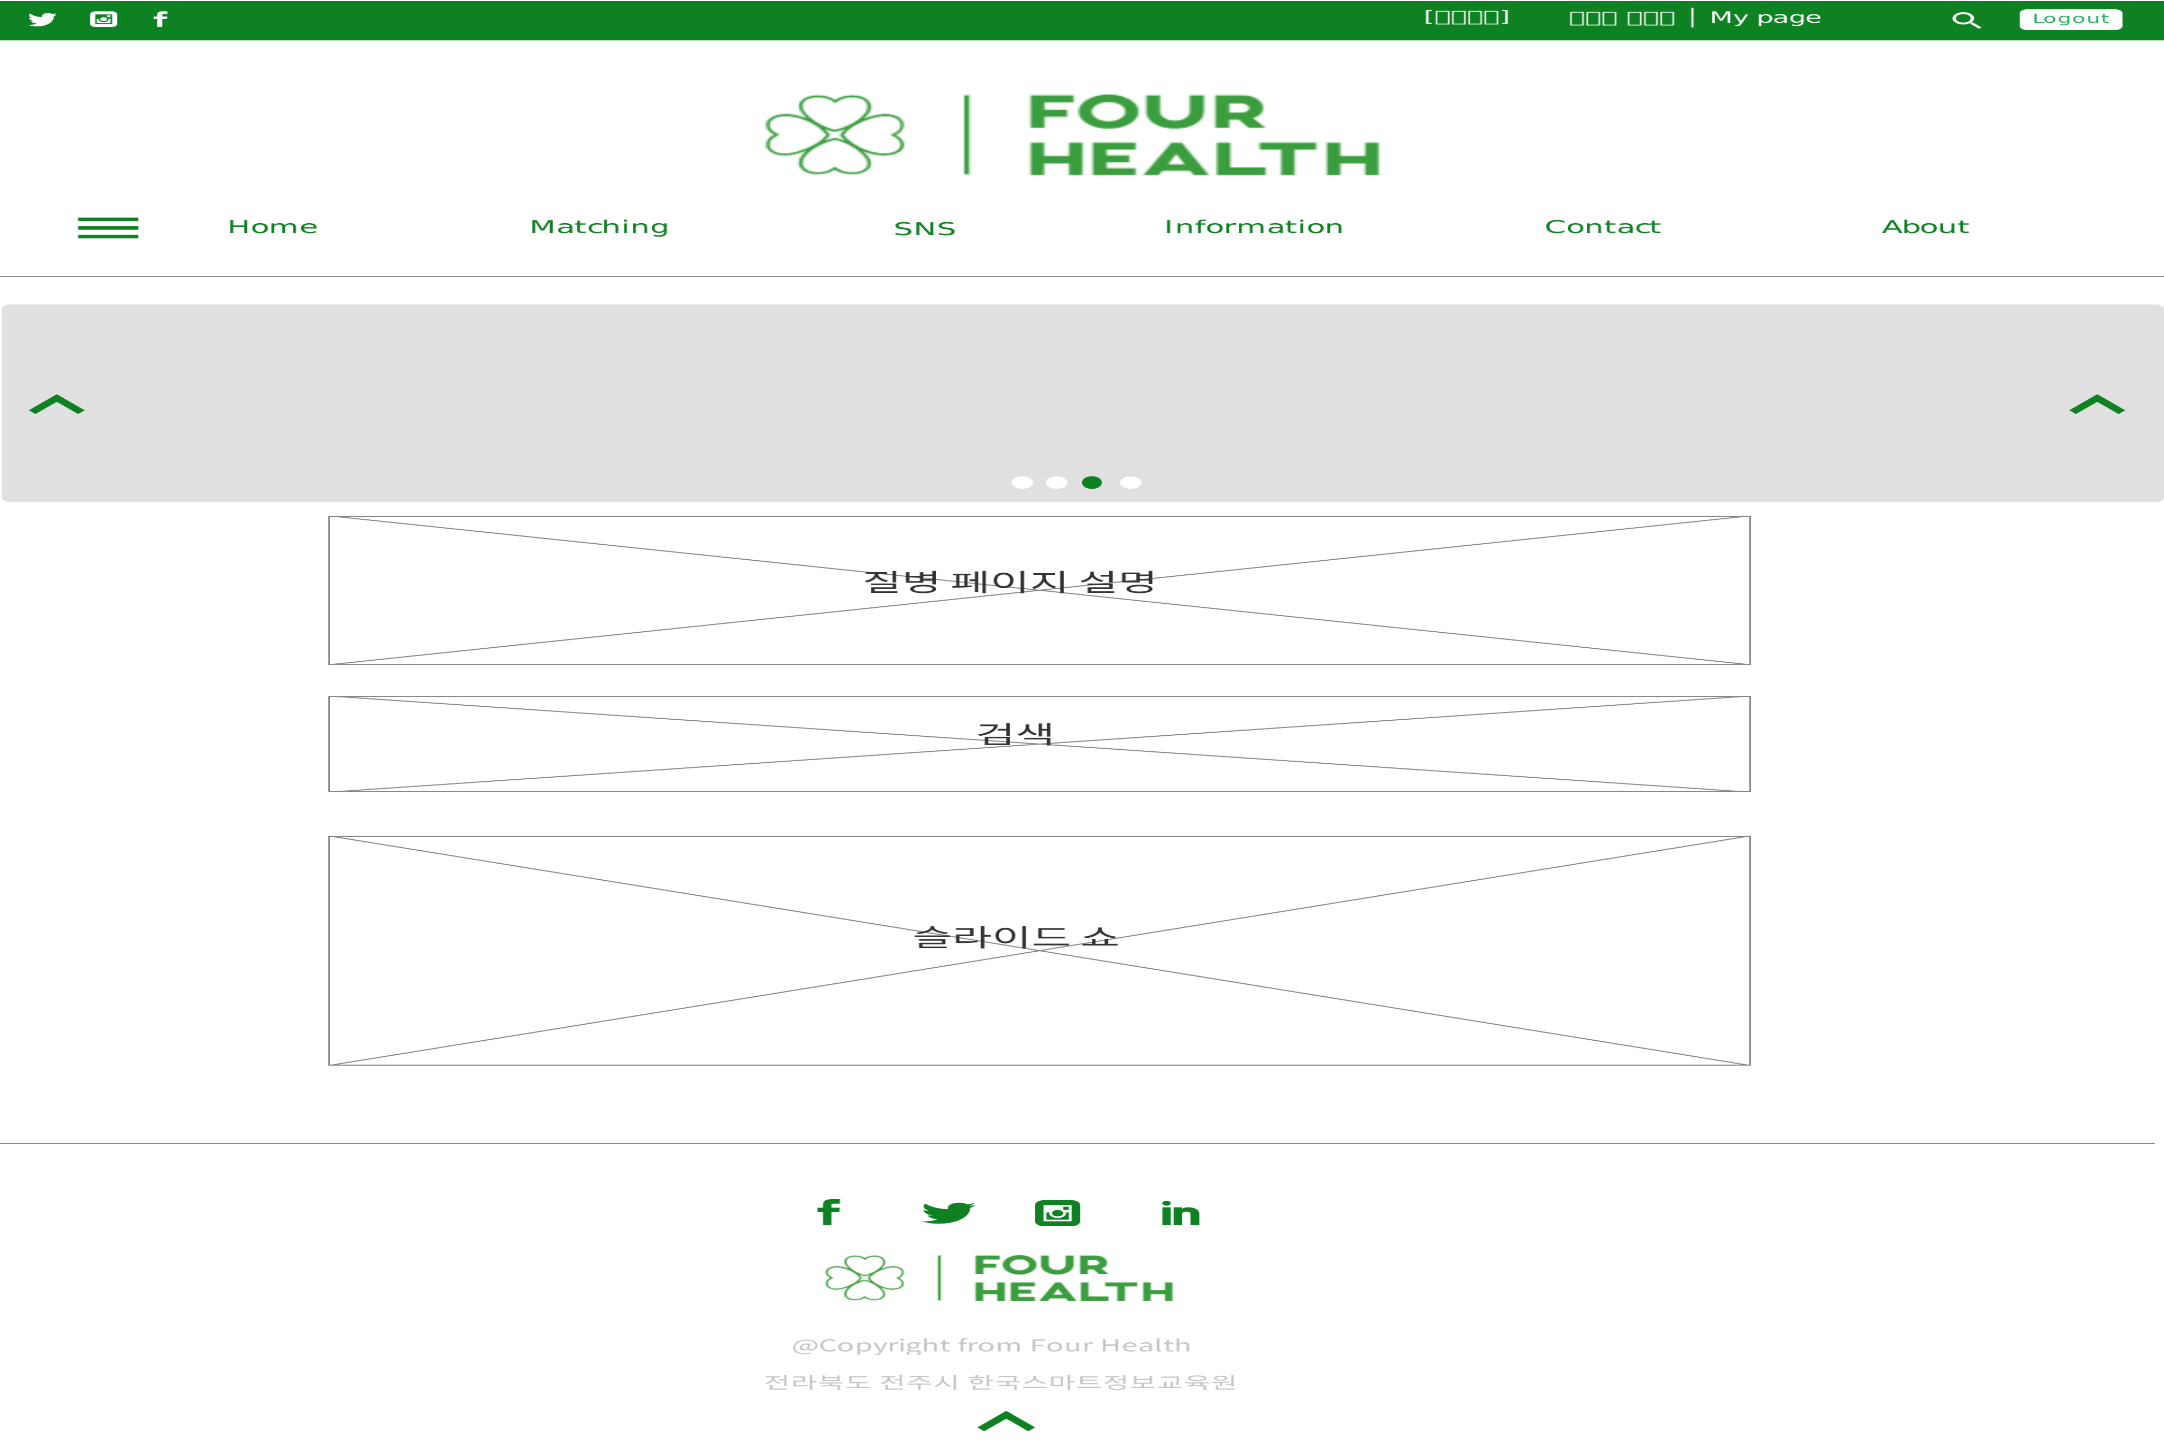 My page
Logout
FOUR
HEALTH
Home Matching SNS Information Contact About
질병 페이지 설명
검색
슬라이드 쇼
FOUR
HEALTH
@Copyright from Four Health
전라북도 전주시 한국스마트정보교육원